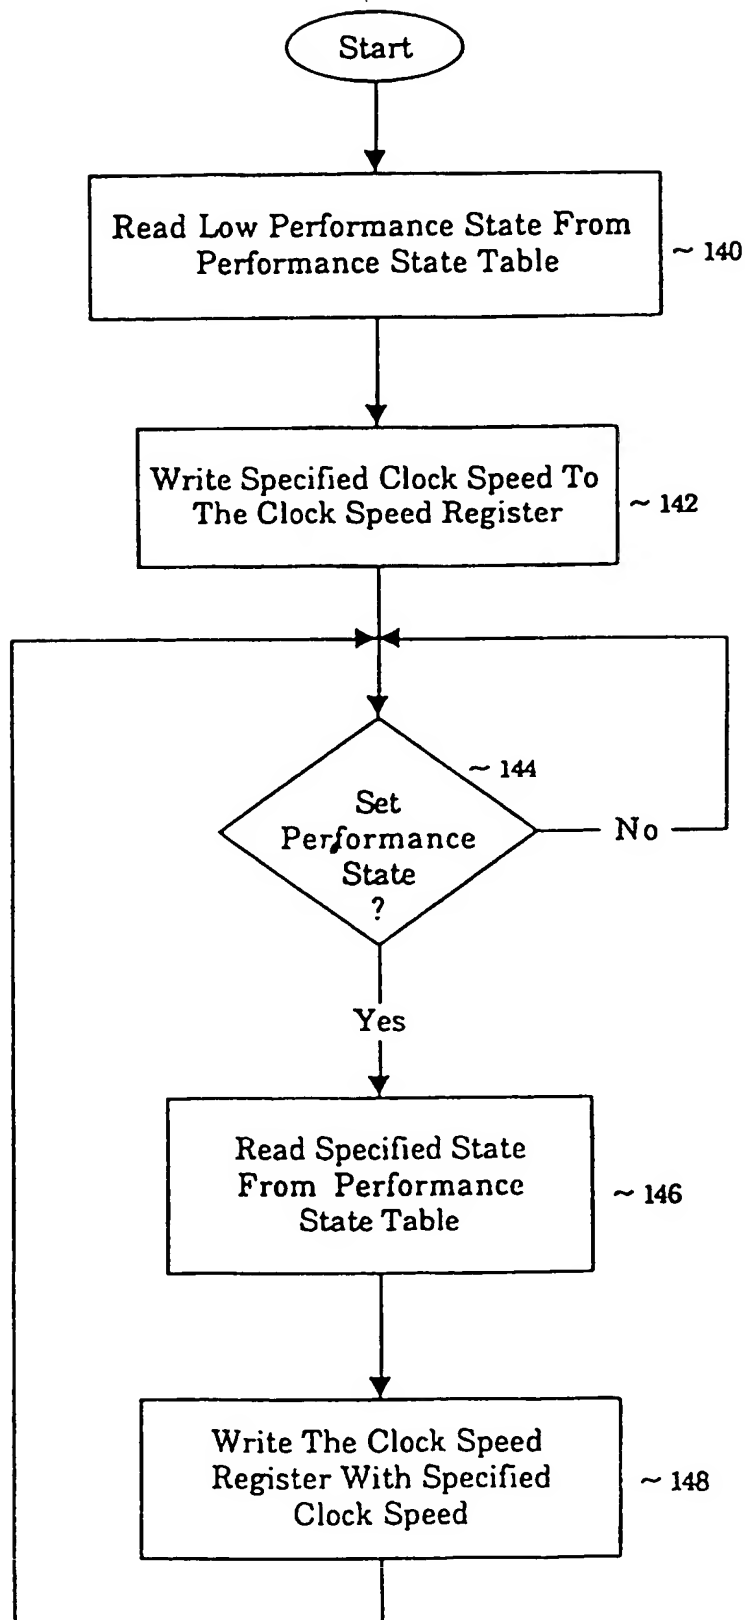 Start
Read Low Performance State From
Performance State Table
~ 140
Write Specified Clock Speed To
The Clock Speed Register
~ 142
~ 144
Set
Performance
State
?
No
Yes
Read Specified State
From Performance
State Table
~ 146
Write The Clock Speed
Register With Specified
Clock Speed
~ 148